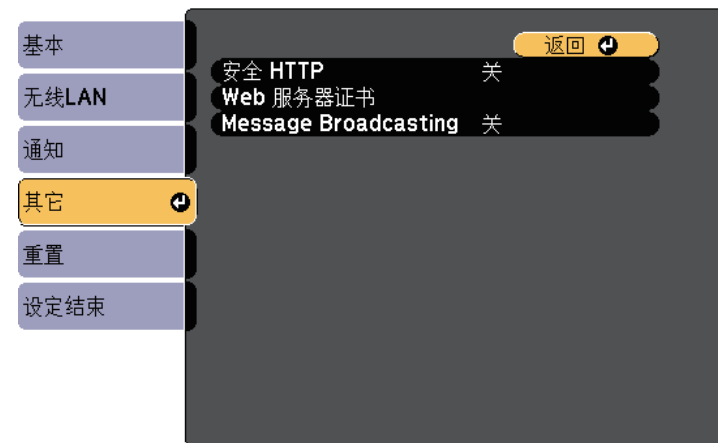 基本
无线LAN
通知
其它
重置
设定结束
返回
安全 HTTP 关
Web 服务器证书
Message Broadcasting 关